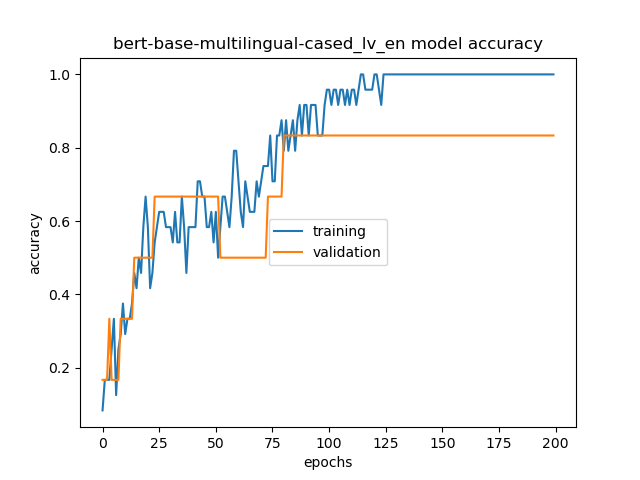 bert-base-multilingual-cased_lv_en model accuracy
1.0
0.8
0.6
0.4
0.2
accuracy
training
validation
0 25 50 75 100 125 150 175 200
epochs